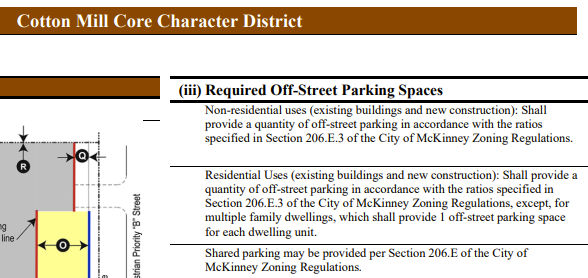 Cotton Mill Core Character District
(iii) Required Off-Street Parking Spaces
Non-residential uses (existing buildings and new construction): Shall
provide a quantity of off-street parking in accordance with the ratios
specified in Section 206.E.3 of the City of McKinney Zoning Regulations.
Residential Uses (existing buildings and new construction): Shall provide a
quantity of off-street parking in accordance with the ratios specified in
Section 206.E.3 of the City of McKinney Zoning Regulations, except, for
multiple family dwellings, which shall provide 1 off-street parking space
for each dwelling unit.
Shared parking may be provided per Section 206.E of the City of
McKinney Zoning Regulations.
R
Q
O
ng
line
strian Priority "B" Street